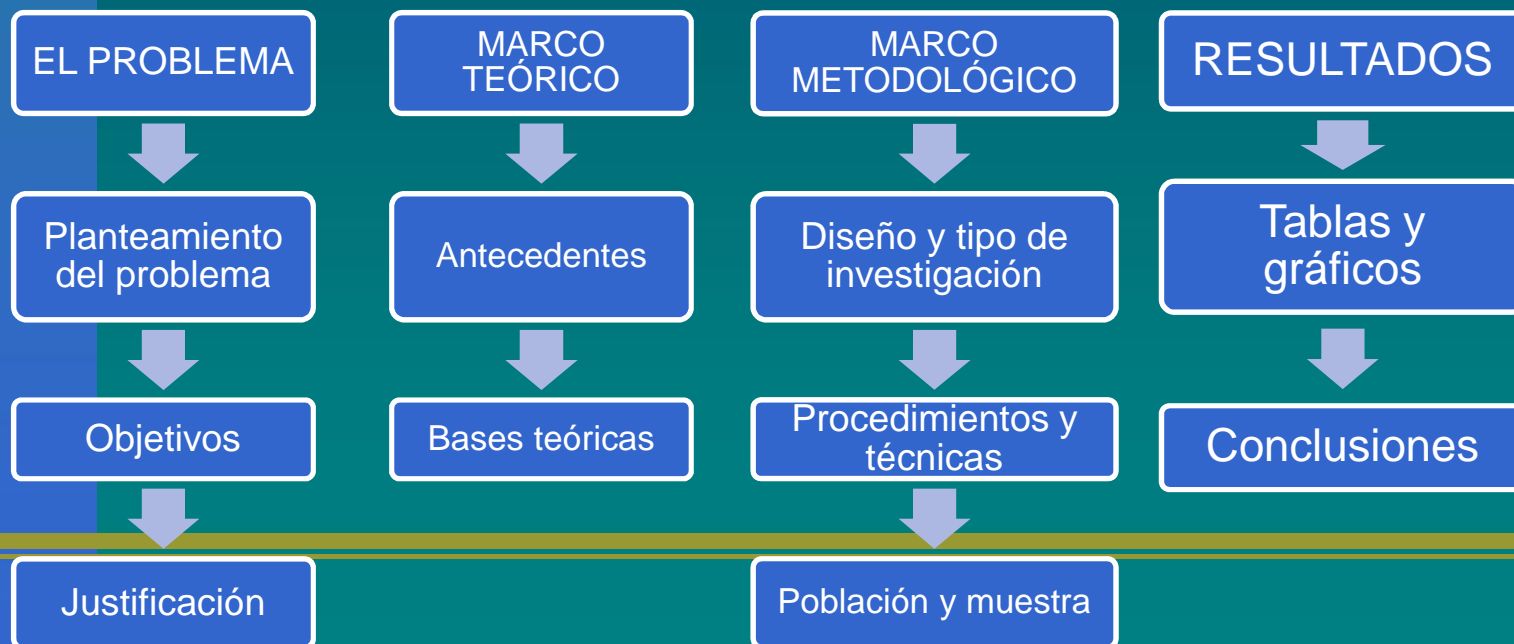 EL PROBLEMA
Planteamiento
del problema
Objetivos
Justificación
MARCO
TEÓRICO
Antecedentes
Bases teóricas
MARCO
METODOLÓGICO
Diseño y tipo de
investigación
Procedimientos y
técnicas
Población y muestra
RESULTADOS
Tablas y
gráficos
Conclusiones